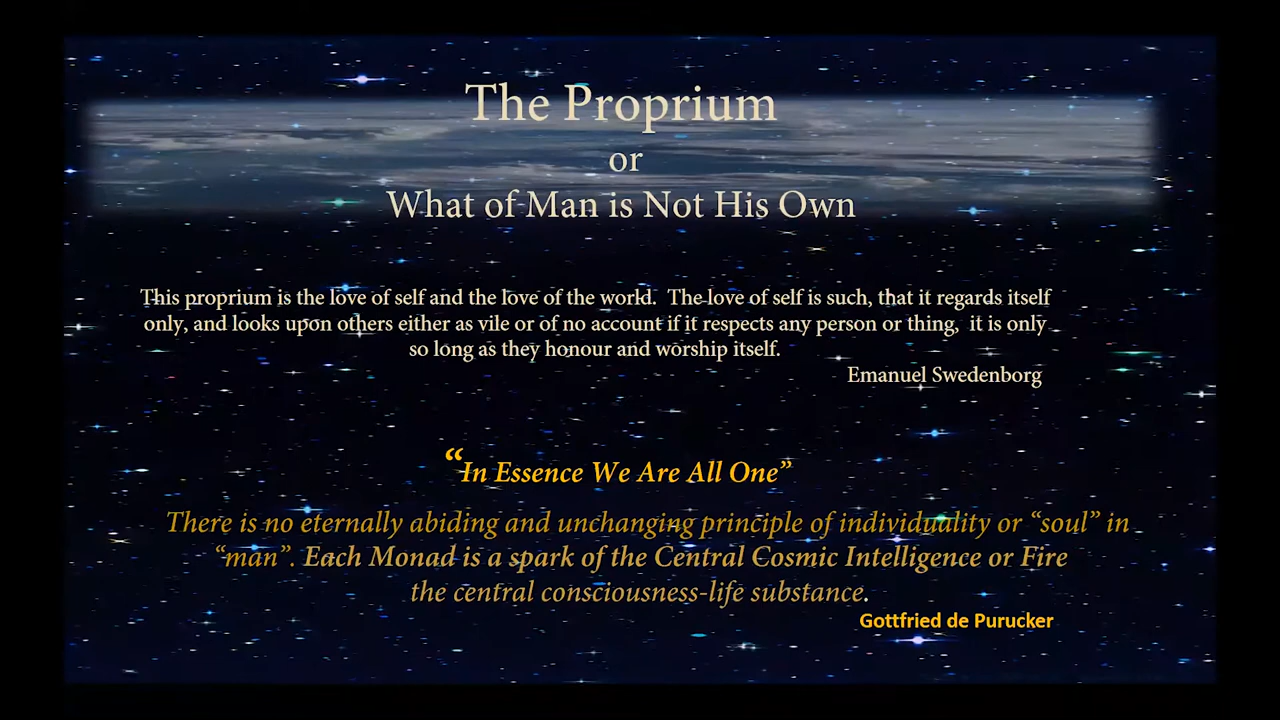 The Proprium
or
What of Man is Not His Own
This proprium is the love of self and the love of the world.  The love of self is such, that it regards itself
only, and looks upon others either as vile or of no account if it respects any person or thing,  it is only
so long as they honour and worship itself.
Emanuel Swedenborg
“In Essence We Are All One”
There is no eternally abiding and unchanging principle of individuality or “soul” in
“man”. Each Monad is a spark of the Central Cosmic Intelligence or Fire
the central consciousness-life substance.
Gottfried de Purucker